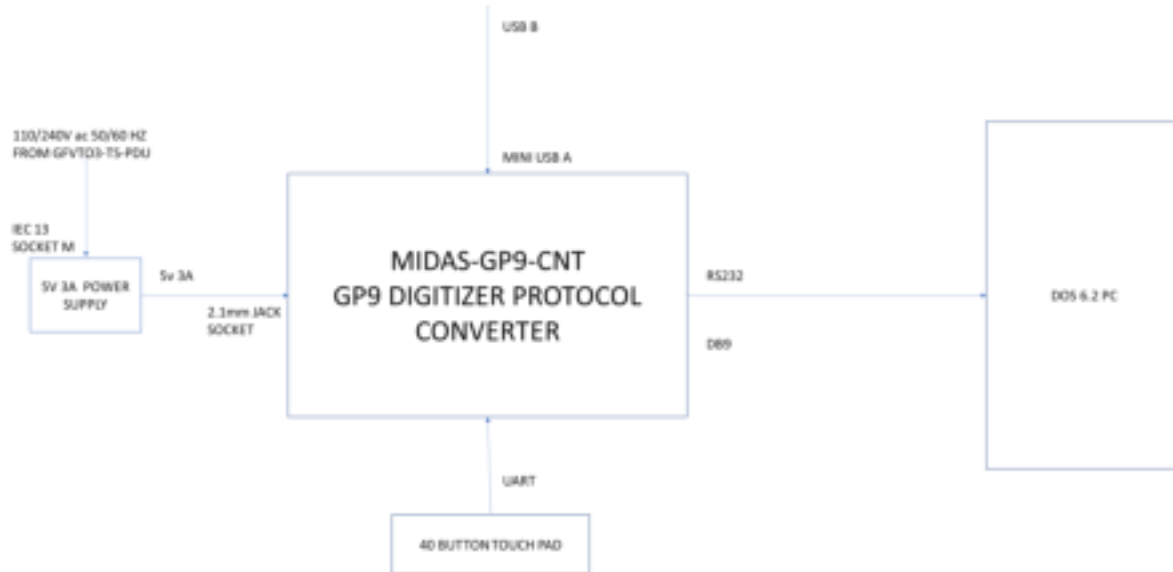 USB B
110/240V ac 50/60 HZ
FROM GFVTO3-TS-PDU
MINI USB A
IEC 13
SOCKET M
5V 3A POWER
SUPPLY
5v 3A
2.1mm JACK
SOCKET
MIDAS-GP9-CNT
GP9 DIGITIZER PROTOCOL
CONVERTER
RS232
DB9
DOS 6.2 PC
UART
40 BUTTON TOUCH PAD